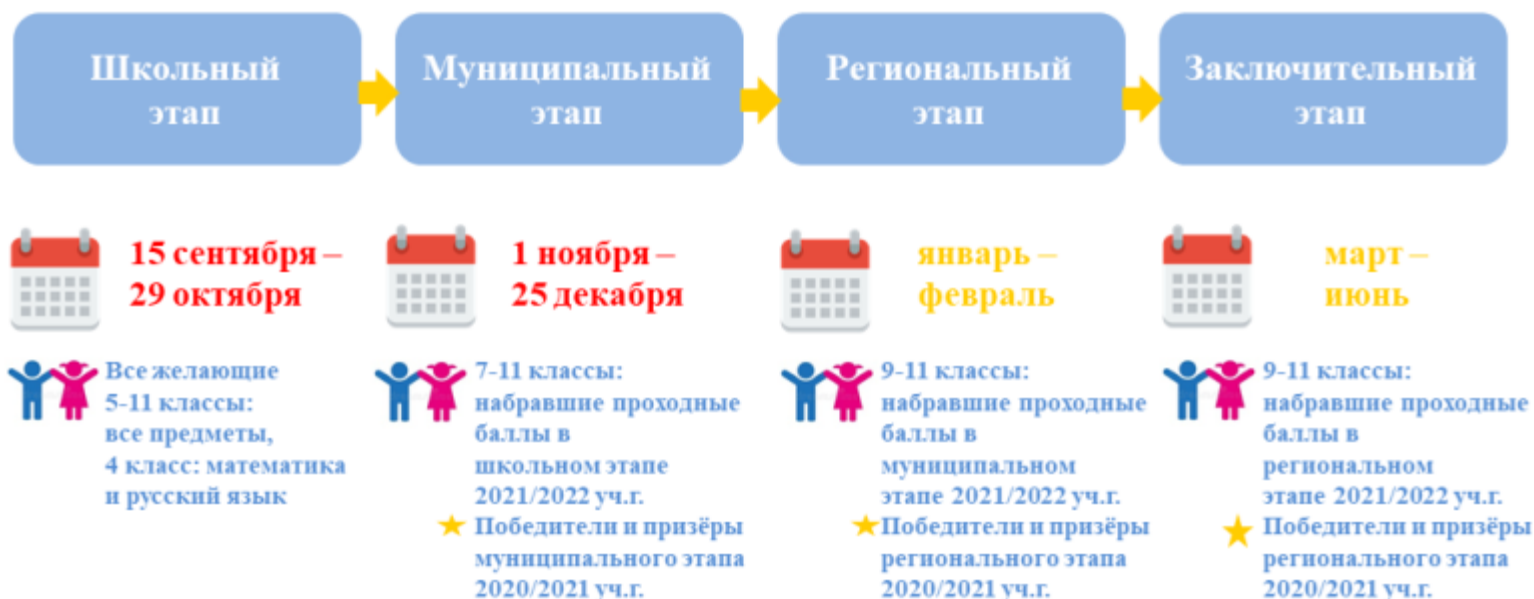 Школьный
этап
Муниципальный
этап
Региональный
этап
Заключительный
этап
15 сентября –
29 октября
1 ноября –
25 декабря
январь –
февраль
март –
июнь
Все желающие
5-11 классы:
все предметы,
4 класс: математика
и русский язык
7-11 классы:
набравшие проходные
баллы в
школьном этапе
2021/2022 уч.г.
Победители и призёры
муниципального этапа
2020/2021 уч.г.
9-11 классы:
набравшие проходные
баллы в
муниципальном
этапе 2021/2022 уч.г.
Победители и призёры
регионального этапа
2020/2021 уч.г.
9-11 классы:
набравшие проходные
баллы в
региональном
этапе 2021/2022 уч.г.
Победители и призёры
регионального этапа
2020/2021 уч.г.